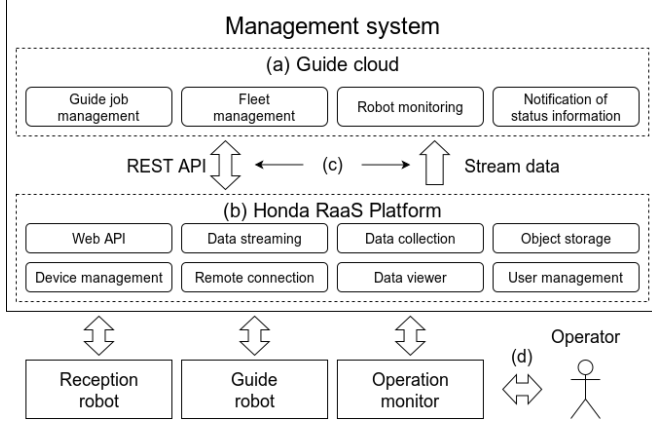 Management system
(a) Guide cloud
Guide job
management
Fleet
management
Robot monitoring
Notification of
status information
REST API
(c)
Stream data
(b) Honda RaaS Platform
Web API
Data streaming
Data collection
Object storage
Device management
Remote connection
Data viewer
User management
Reception
robot
Guide
robot
Operation
monitor
(d)
Operator